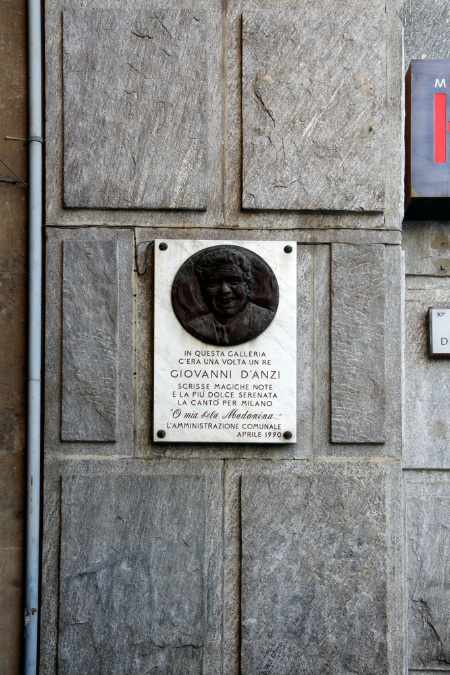 M
IN QUESTA GALLERIA
C'ERA UNA VOLTA UN RE
GIOVANNI D'ANZI
SCRISSE MAGICHE NOTE
E LA PIÙ DOLCE SERENATA
LA CANTÒ PER MILANO
"O mia bela Madonina..."
L'AMMINISTRAZIONE COMUNALE
APRILE 1990
D